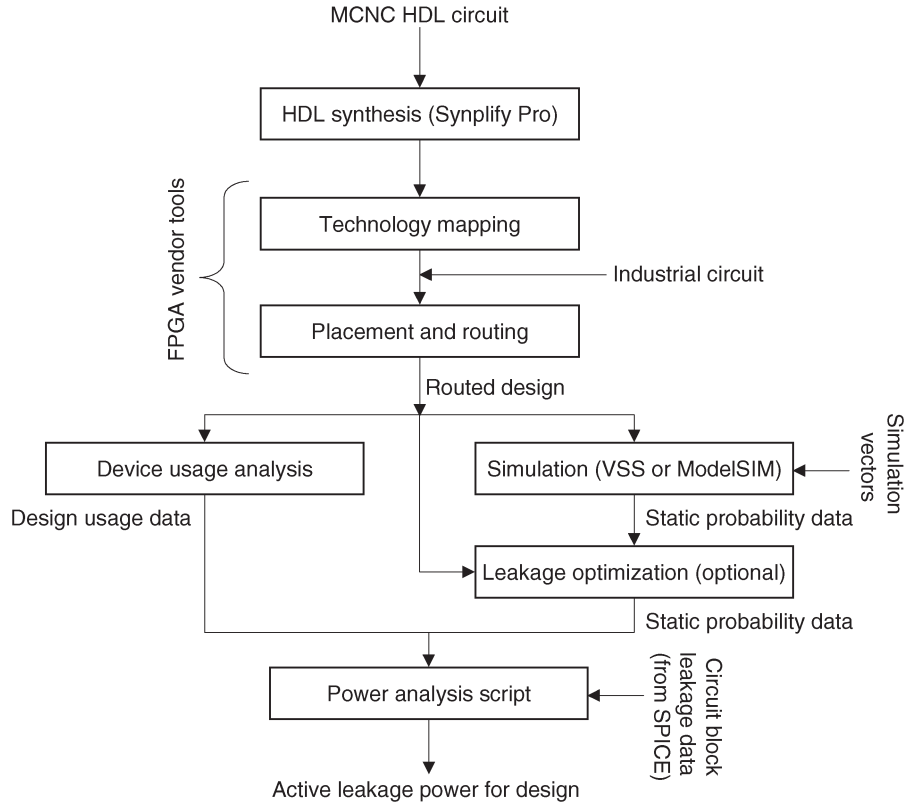 MCNC HDL circuit
HDL synthesis (Synplify Pro)
FPGA vendor tools
Technology mapping
Industrial circuit
Placement and routing
Routed design
Device usage analysis
Simulation (VSS or ModelSIM)
Simulation
vectors
Design usage data
Static probability data
Leakage optimization (optional)
Static probability data
Power analysis script
Circuit block
leakage data
(from SPICE)
Active leakage power for design